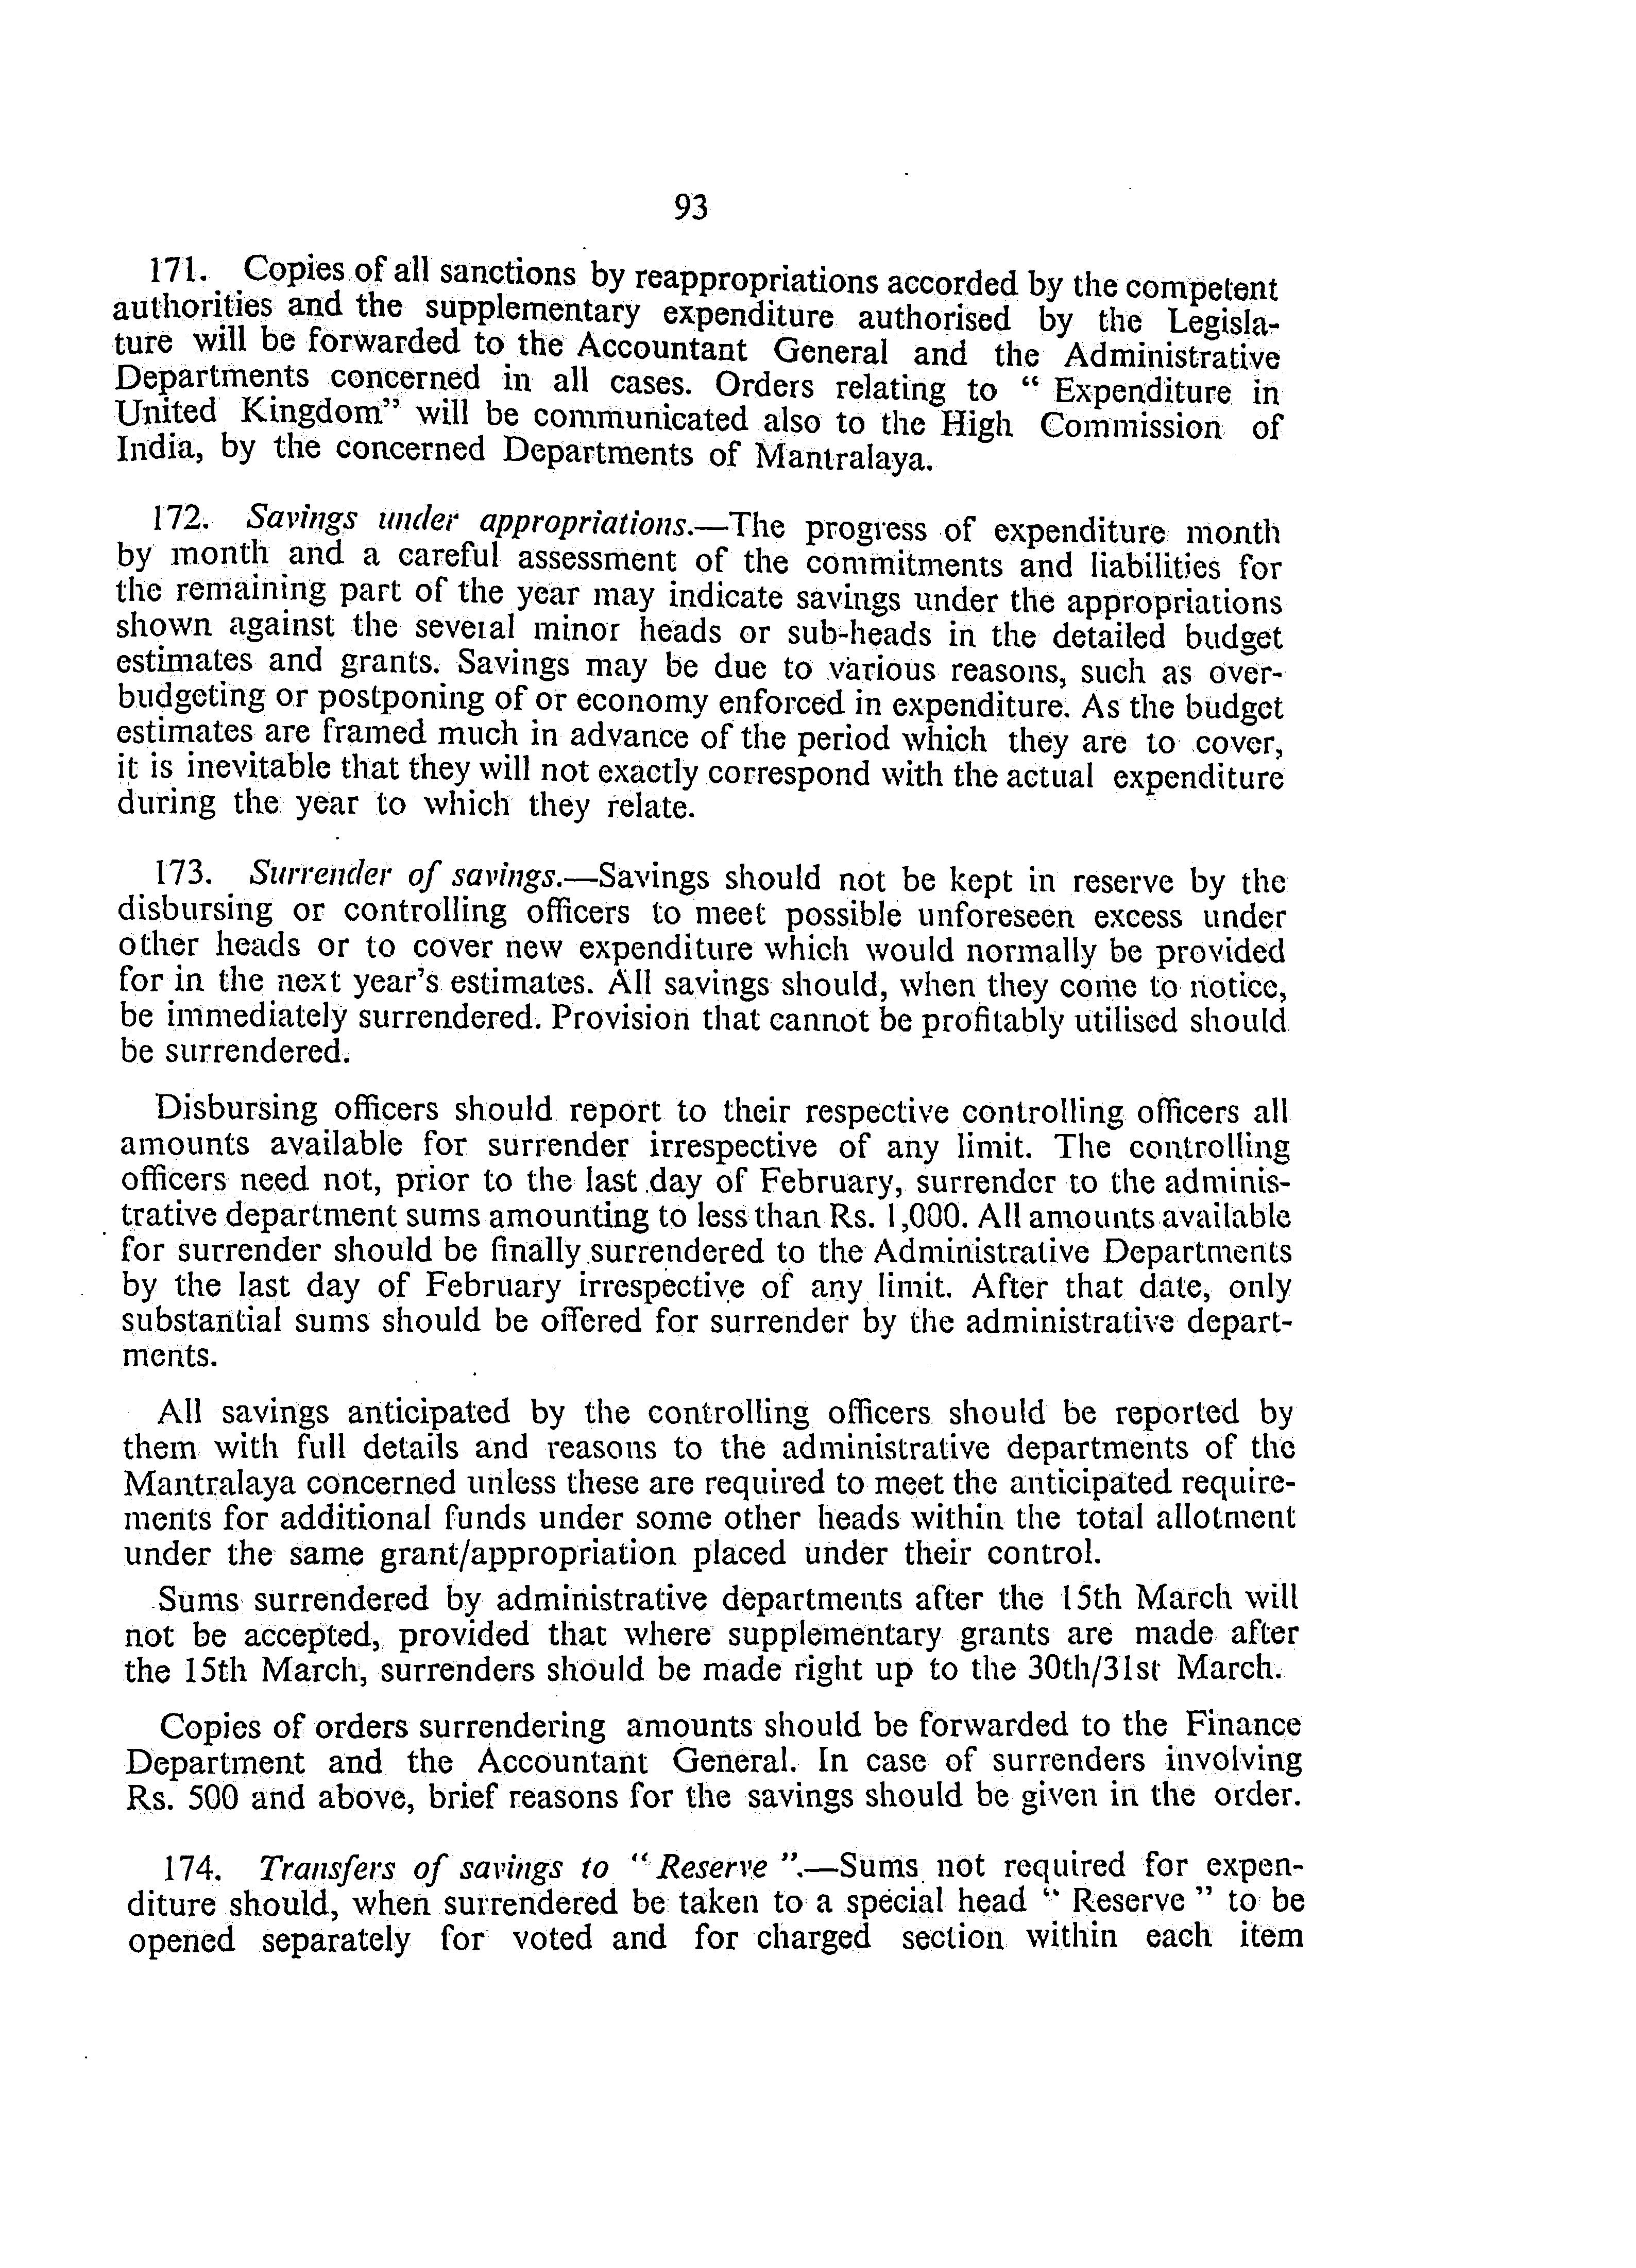 93
171. Copies of all sanctions by reappropriations accorded by the competent
authorities and the supplementary expenditure authorised by the Legisla-
ture will be forwarded to the Accountant General and the Administrative
Departments concerned in all cases. Orders relating to “ Expenditure in
United Kingdom” will be communicated also to the High Commission of
India, by the concerned Departments of Mantralaya.
172. Savings under appropriations.—The progress of expenditure month
by month and a careful assessment of the commitments and liabilities for
the remaining part of the year may indicate savings under the appropriations
shown against the several minor heads or sub-heads in the detailed budget
estimates and grants. Savings may be due to various reasons, such as over-
budgeting or postponing of or economy enforced in expenditure. As the budget
estimates are framed much in advance of the period which they are to cover,
it is inevitable that they will not exactly correspond with the actual expenditure
during the year to which they relate.
173. Surrender of savings.—Savings should not be kept in reserve by the
disbursing or controlling officers to meet possible unforeseen excess under
other heads or to cover new expenditure which would normally be provided
for in the next year’s estimates. All savings should, when they come to notice,
be immediately surrendered. Provision that cannot be profitably utilised should
be surrendered.
Disbursing officers should report to their respective controlling officers all
amounts available for surrender irrespective of any limit. The controlling
officers need not, prior to the last day of February, surrender to the adminis-
trative department sums amounting to less than Rs. 1,000. All amounts available
for surrender should be finally surrendered to the Administrative Departments
by the last day of February irrespective of any limit. After that date, only
substantial sums should be offered for surrender by the administrative depart-
ments.
All savings anticipated by the controlling officers should be reported by
them with full details and reasons to the administrative departments of the
Mantralaya concerned unless these are required to meet the anticipated require-
ments for additional funds under some other heads within the total allotment
under the same grant/appropriation placed under their control.
Sums surrendered by administrative departments after the 15th March will
not be accepted, provided that where supplementary grants are made after
the 15th March, surrenders should be made right up to the 30th/31st March.
Copies of orders surrendering amounts should be forwarded to the Finance
Department and the Accountant General. In case of surrenders involving
Rs. 500 and above, brief reasons for the savings should be given in the order.
174. Transfers of savings to “ Reserve ”.—Sums not required for expen-
diture should, when surrendered be taken to a special head “ Reserve ” to be
opened separately for voted and for charged section within each item